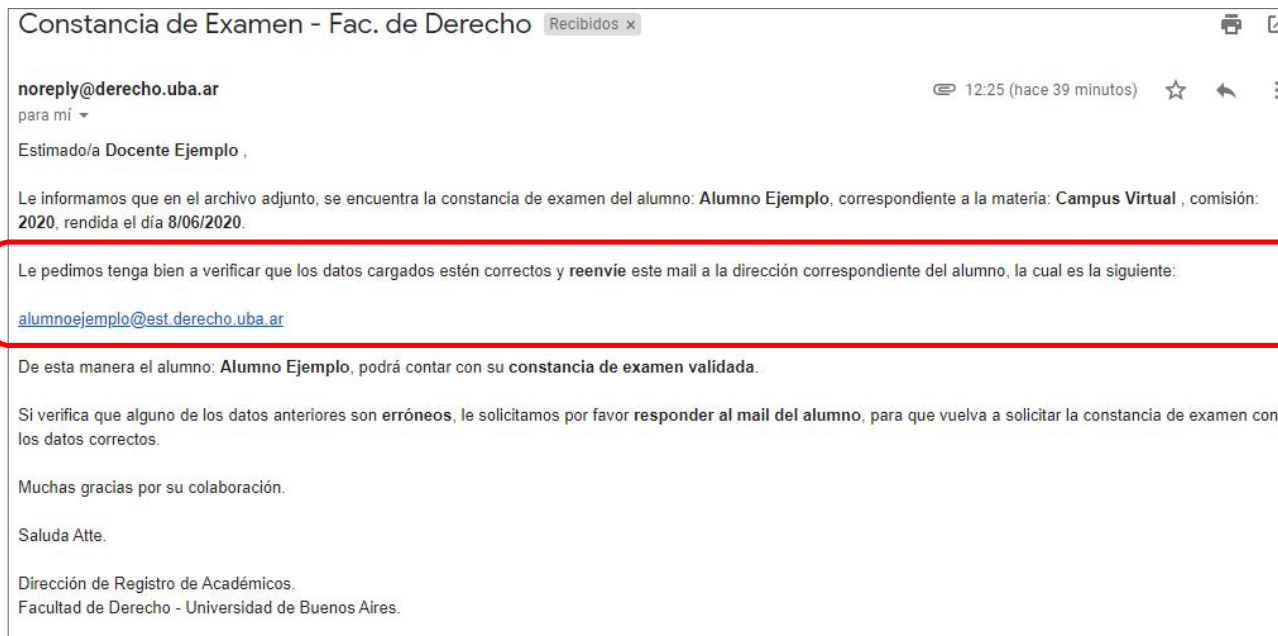 Constancia de Examen - Fac. de Derecho Recibidos x
noreply@derecho.uba.ar 12:25 (hace 39 minutos)
para mí
Estimado/a Docente Ejemplo ,
Le informamos que en el archivo adjunto, se encuentra la constancia de examen del alumno: Alumno Ejemplo, correspondiente a la materia: Campus Virtual , comisión:
2020, rendida el día 8/06/2020.
Le pedimos tenga bien a verificar que los datos cargados estén correctos y reenvíe este mail a la dirección correspondiente del alumno, la cual es la siguiente:
alumnoejemplo@est.derecho.uba.ar
De esta manera el alumno: Alumno Ejemplo, podrá contar con su constancia de examen validada.
Si verifica que alguno de los datos anteriores son erróneos, le solicitamos por favor responder al mail del alumno, para que vuelva a solicitar la constancia de examen con
los datos correctos.
Muchas gracias por su colaboración.
Saluda Atte.
Dirección de Registro de Académicos.
Facultad de Derecho - Universidad de Buenos Aires.